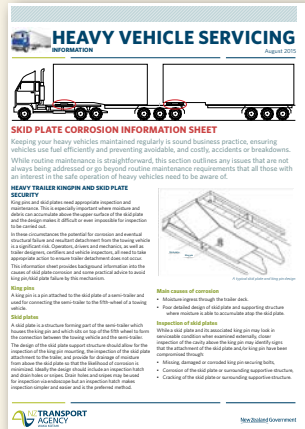 HEAVY VEHICLE SERVICING
INFORMATION
August 2015
SKID PLATE CORROSION INFORMATION SHEET
Keeping your heavy vehicles maintained regularly is sound business practice, ensuring
vehicles use fuel efficiently and preventing avoidable, and costly, accidents or breakdowns.
While routine maintenance is straightforward, this section outlines any issues that are not
always being addressed or go beyond routine maintenance requirements that all those with
an interest in the safe operation of heavy vehicles need to be aware of.
HEAVY TRAILER KINGPIN AND SKID PLATE
SECURITY
King pins and skid plates need appropriate inspection and
maintenance. This is especially important where moisture and
debris can accumulate above the upper surface of the skid plate
and the design makes it difficult or even impossible for inspection
to be carried out.
In these circumstances the potential for corrosion and eventual
structural failure and resultant detachment from the towing vehicle
is a significant risk. Operators, drivers and mechanics, as well as
trailer designers, certifiers and vehicle inspectors, all need to take
appropriate action to ensure trailer detachment does not occur.
This information sheet provides background information into the
causes of skid plate corrosion and some practical advice to avoid
king pin/skid plate failure by this mechanism.
King pins
A king pin is a pin attached to the skid plate of a semi-trailer and
used for connecting the semi-trailer to the fifth-wheel of a towing
vehicle.
Skid plates
A skid plate is a structure forming part of the semi-trailer which
houses the king pin and which sits on top of the fifth wheel to form
the connection between the towing vehicle and the semi-trailer.
The design of the skid plate support structure should allow for the
inspection of the king pin mounting, the inspection of the skid plate
attachment to the trailer, and provide for drainage of moisture
from above the skid plate so that the likelihood of corrosion is
minimised. Ideally the design should include an inspection hatch
and drain holes or snipes. Drain holes and snipes may be used
for inspection via endoscope but an inspection hatch makes
inspection simpler and easier and is the preferred method.
A typical skid plate and king pin design
Main causes of corrosion
• Moisture ingress through the trailer deck.
• Poor detailed design of skid plate and supporting structure
where moisture is able to accumulate atop the skid plate.
Inspection of skid plates
While a skid plate and its associated king pin may look in
reasonable condition when examined externally, closer
inspection of the cavity above the king pin may identify signs
that the attachment of the skid plate and/or king pin have been
compromised through:
• Missing, damaged or corroded king pin securing bolts,
• Corrosion of the skid plate or surrounding support structure,
• Cracking of the skid plate or surrounding support structure.
NZ TRANSPORT
AGENCY
WAKA KOTAHI
New Zealand Government